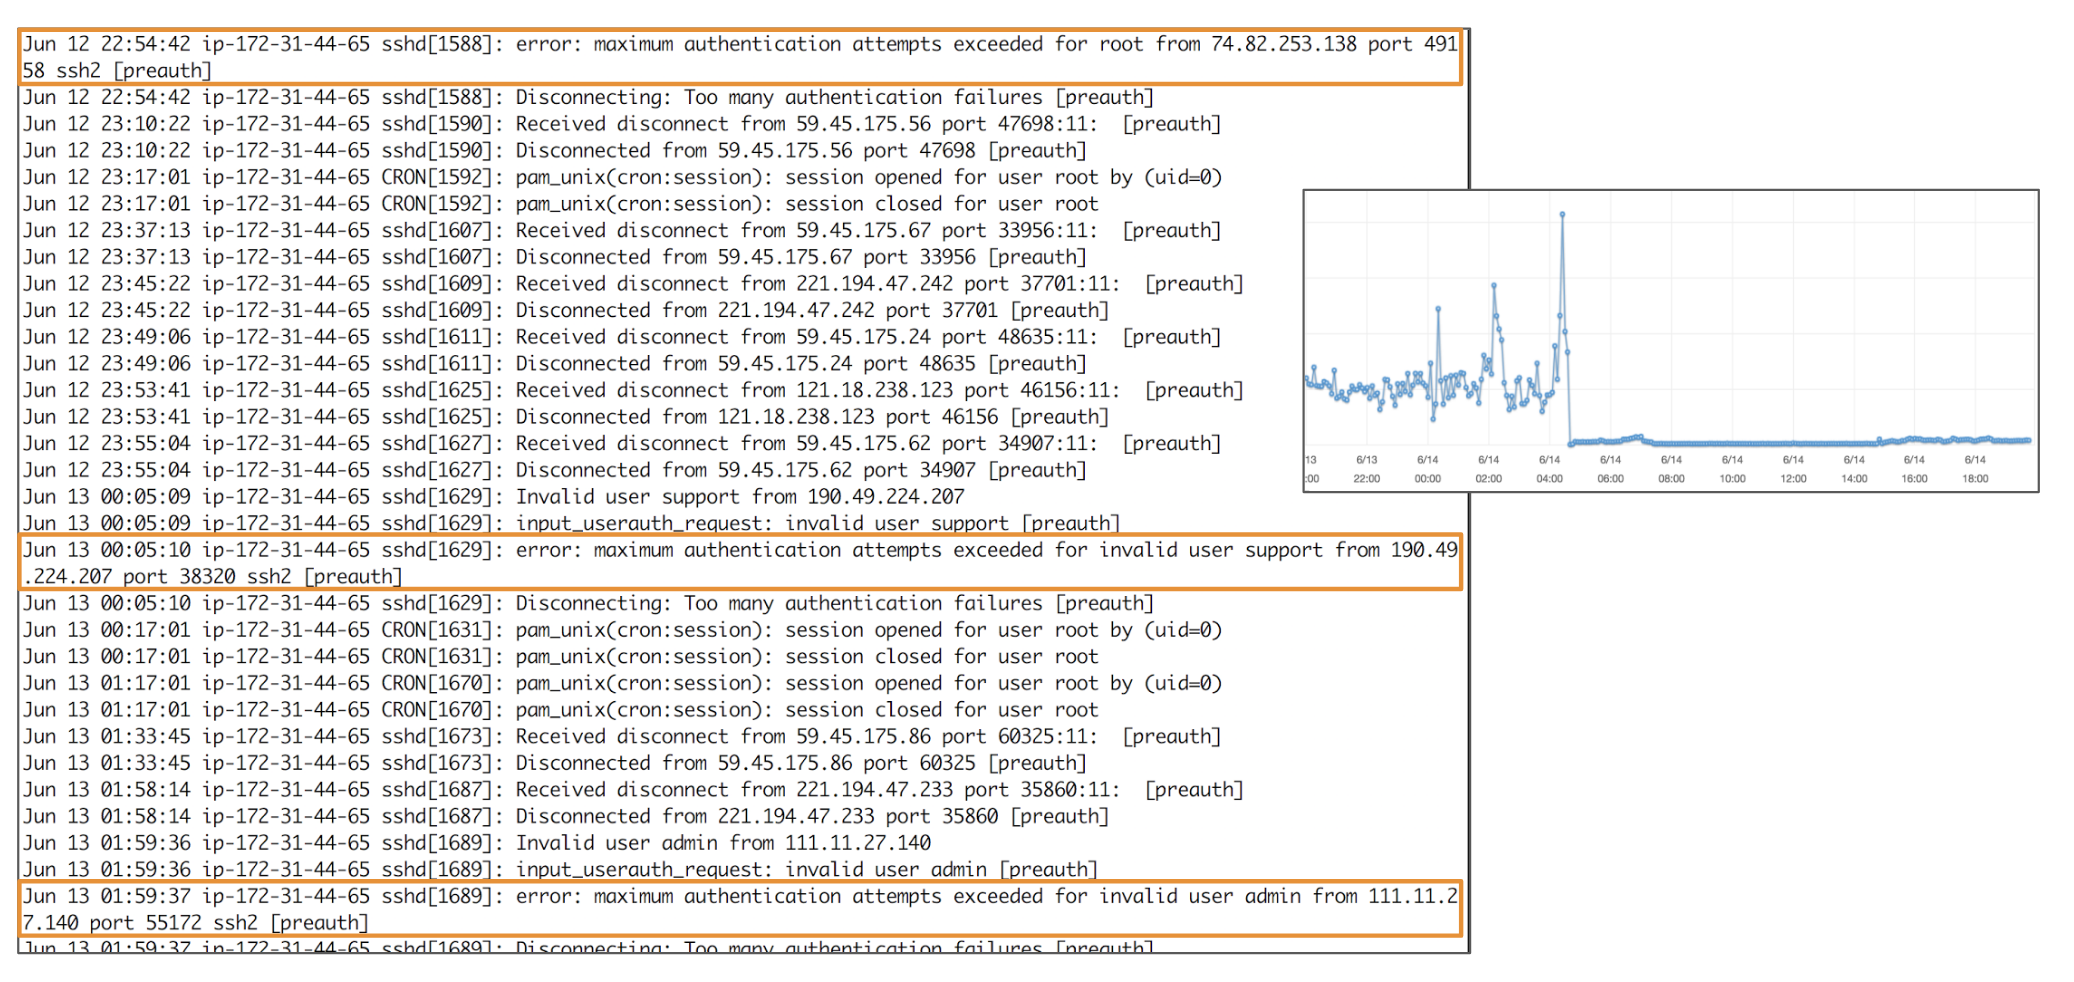 Jun 12 22:54:42 ip-172-31-44-65 sshd[1588]: error: maximum authentication attempts exceeded for root from 74.82.253.138 port 491
58 ssh2 [preauth]
Jun 12 22:54:42 ip-172-31-44-65 sshd[1588]: Disconnecting: Too many authentication failures [preauth]
Jun 12 23:10:22 ip-172-31-44-65 sshd[1590]: Received disconnect from 59.45.175.56 port 47698:11:  [preauth]
Jun 12 23:10:22 ip-172-31-44-65 sshd[1590]: Disconnected from 59.45.175.56 port 47698 [preauth]
Jun 12 23:17:01 ip-172-31-44-65 CRON[1592]: pam_unix(cron:session): session opened for user root by (uid=0)
Jun 12 23:17:01 ip-172-31-44-65 CRON[1592]: pam_unix(cron:session): session closed for user root
Jun 12 23:37:13 ip-172-31-44-65 sshd[1607]: Received disconnect from 59.45.175.67 port 33956:11:  [preauth]
Jun 12 23:37:13 ip-172-31-44-65 sshd[1607]: Disconnected from 59.45.175.67 port 33956 [preauth]
Jun 12 23:45:22 ip-172-31-44-65 sshd[1609]: Received disconnect from 221.194.47.242 port 37701:11:  [preauth]
Jun 12 23:45:22 ip-172-31-44-65 sshd[1609]: Disconnected from 221.194.47.242 port 37701 [preauth]
Jun 12 23:49:06 ip-172-31-44-65 sshd[1611]: Received disconnect from 59.45.175.24 port 48635:11:  [preauth]
Jun 12 23:49:06 ip-172-31-44-65 sshd[1611]: Disconnected from 59.45.175.24 port 48635 [preauth]
Jun 12 23:53:41 ip-172-31-44-65 sshd[1625]: Received disconnect from 121.18.238.123 port 46156:11:  [preauth]
Jun 12 23:53:41 ip-172-31-44-65 sshd[1625]: Disconnected from 121.18.238.123 port 46156 [preauth]
Jun 12 23:55:04 ip-172-31-44-65 sshd[1627]: Received disconnect from 59.45.175.62 port 34907:11:  [preauth]
Jun 12 23:55:04 ip-172-31-44-65 sshd[1627]: Disconnected from 59.45.175.62 port 34907 [preauth]
Jun 13 00:05:09 ip-172-31-44-65 sshd[1629]: Invalid user support from 190.49.224.207
Jun 13 00:05:09 ip-172-31-44-65 sshd[1629]: input_userauth_request: invalid user support [preauth]
Jun 13 00:05:10 ip-172-31-44-65 sshd[1629]: error: maximum authentication attempts exceeded for invalid user support from 190.49
.224.207 port 38320 ssh2 [preauth]
Jun 13 00:05:10 ip-172-31-44-65 sshd[1629]: Disconnecting: Too many authentication failures [preauth]
Jun 13 00:17:01 ip-172-31-44-65 CRON[1631]: pam_unix(cron:session): session opened for user root by (uid=0)
Jun 13 00:17:01 ip-172-31-44-65 CRON[1631]: pam_unix(cron:session): session closed for user root
Jun 13 01:17:01 ip-172-31-44-65 CRON[1670]: pam_unix(cron:session): session opened for user root by (uid=0)
Jun 13 01:17:01 ip-172-31-44-65 CRON[1670]: pam_unix(cron:session): session closed for user root
Jun 13 01:33:45 ip-172-31-44-65 sshd[1673]: Received disconnect from 59.45.175.86 port 60325:11:  [preauth]
Jun 13 01:33:45 ip-172-31-44-65 sshd[1673]: Disconnected from 59.45.175.86 port 60325 [preauth]
Jun 13 01:58:14 ip-172-31-44-65 sshd[1687]: Received disconnect from 221.194.47.233 port 35860:11:  [preauth]
Jun 13 01:58:14 ip-172-31-44-65 sshd[1687]: Disconnected from 221.194.47.233 port 35860 [preauth]
Jun 13 01:59:36 ip-172-31-44-65 sshd[1689]: Invalid user admin from 111.11.27.140
Jun 13 01:59:36 ip-172-31-44-65 sshd[1689]: input_userauth_request: invalid user admin [preauth]
Jun 13 01:59:37 ip-172-31-44-65 sshd[1689]: error: maximum authentication attempts exceeded for invalid user admin from 111.11.2
7.140 port 55172 ssh2 [preauth]
Jun 13 01:59:37 ip-172-31-44-65 sshd[1689]: Disconnecting: Too many authentication failures [preauth]
13 6/13 6/14 6/14 6/14 6/14 6/14 6/14 6/14 6/14 6/14 6/14
:00 22:00 00:00 02:00 04:00 06:00 08:00 10:00 12:00 14:00 16:00 18:00